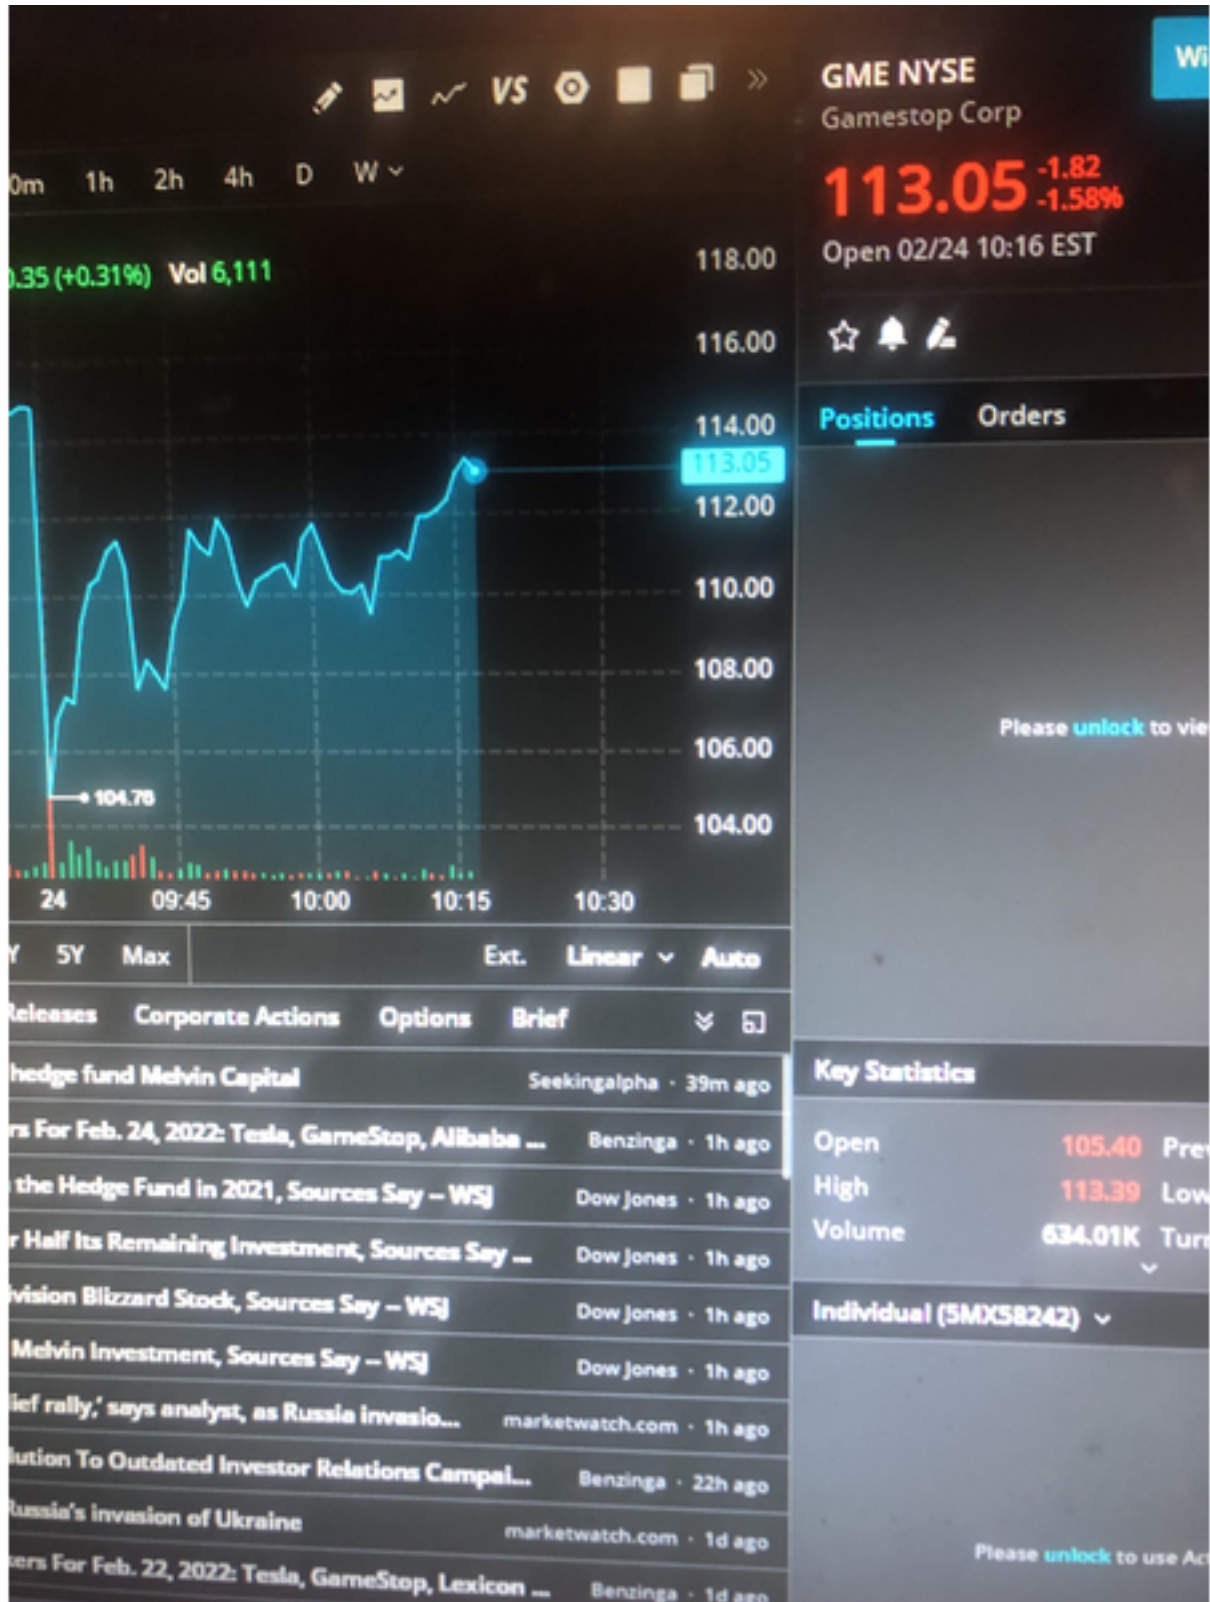 VS
GME NYSE
Wi
Gamestop Corp
113.05
-1.82
-1.58%
Open 02/24 10:16 EST
0m 1h 2h 4h D W
0.35 (+0.31%) Vol 6,111
118.00
116.00
114.00
113.05
112.00
110.00
108.00
106.00
104.00
104.76
24 09:45 10:00 10:15 10:30
Y 5Y Max Ext. Linear Auto
Releases Corporate Actions Options Brief
hedge fund Melvin Capital Seekingalpha · 39m ago
rs For Feb. 24, 2022: Tesla, GameStop, Alibaba ... Benzinga · 1h ago
the Hedge Fund in 2021, Sources Say – WSJ Dow Jones · 1h ago
r Half Its Remaining Investment, Sources Say ... Dow Jones · 1h ago
ivision Blizzard Stock, Sources Say – WSJ Dow Jones · 1h ago
Melvin Investment, Sources Say – WSJ Dow Jones · 1h ago
ief rally,' says analyst, as Russia invasio... marketwatch.com · 1h ago
lution To Outdated Investor Relations Campai... Benzinga · 22h ago
Russia's invasion of Ukraine marketwatch.com · 1d ago
kers For Feb. 22, 2022: Tesla, GameStop, Lexicon ... Benzinga · 1d ago
Positions Orders
Please unlock to vie
Key Statistics
Open 105.40 Prev
High 113.39 Low
Volume 634.01K Turn
Individual (5MX58242)
Please unlock to use Ac